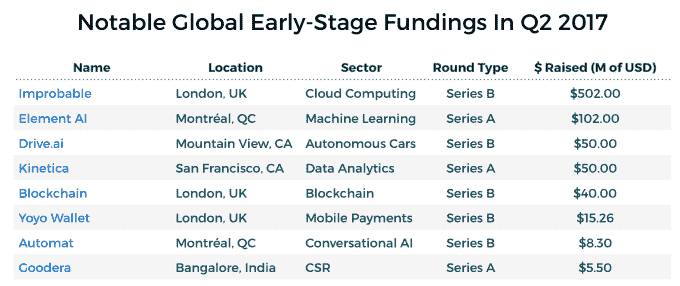 Notable Global Early-Stage Fundings In Q2 2017
Name Location Sector Round Type $ Raised (M of USD)
Improbable London, UK Cloud Computing Series B $502.00
Element AI Montréal, QC Machine Learning Series A $102.00
Drive.ai Mountain View, CA Autonomous Cars Series B $50.00
Kinetica San Francisco, CA Data Analytics Series A $50.00
Blockchain London, UK Blockchain Series B $40.00
Yoyo Wallet London, UK Mobile Payments Series B $15.26
Automat Montréal, QC Conversational AI Series B $8.30
Goodera Bangalore, India CSR Series A $5.50